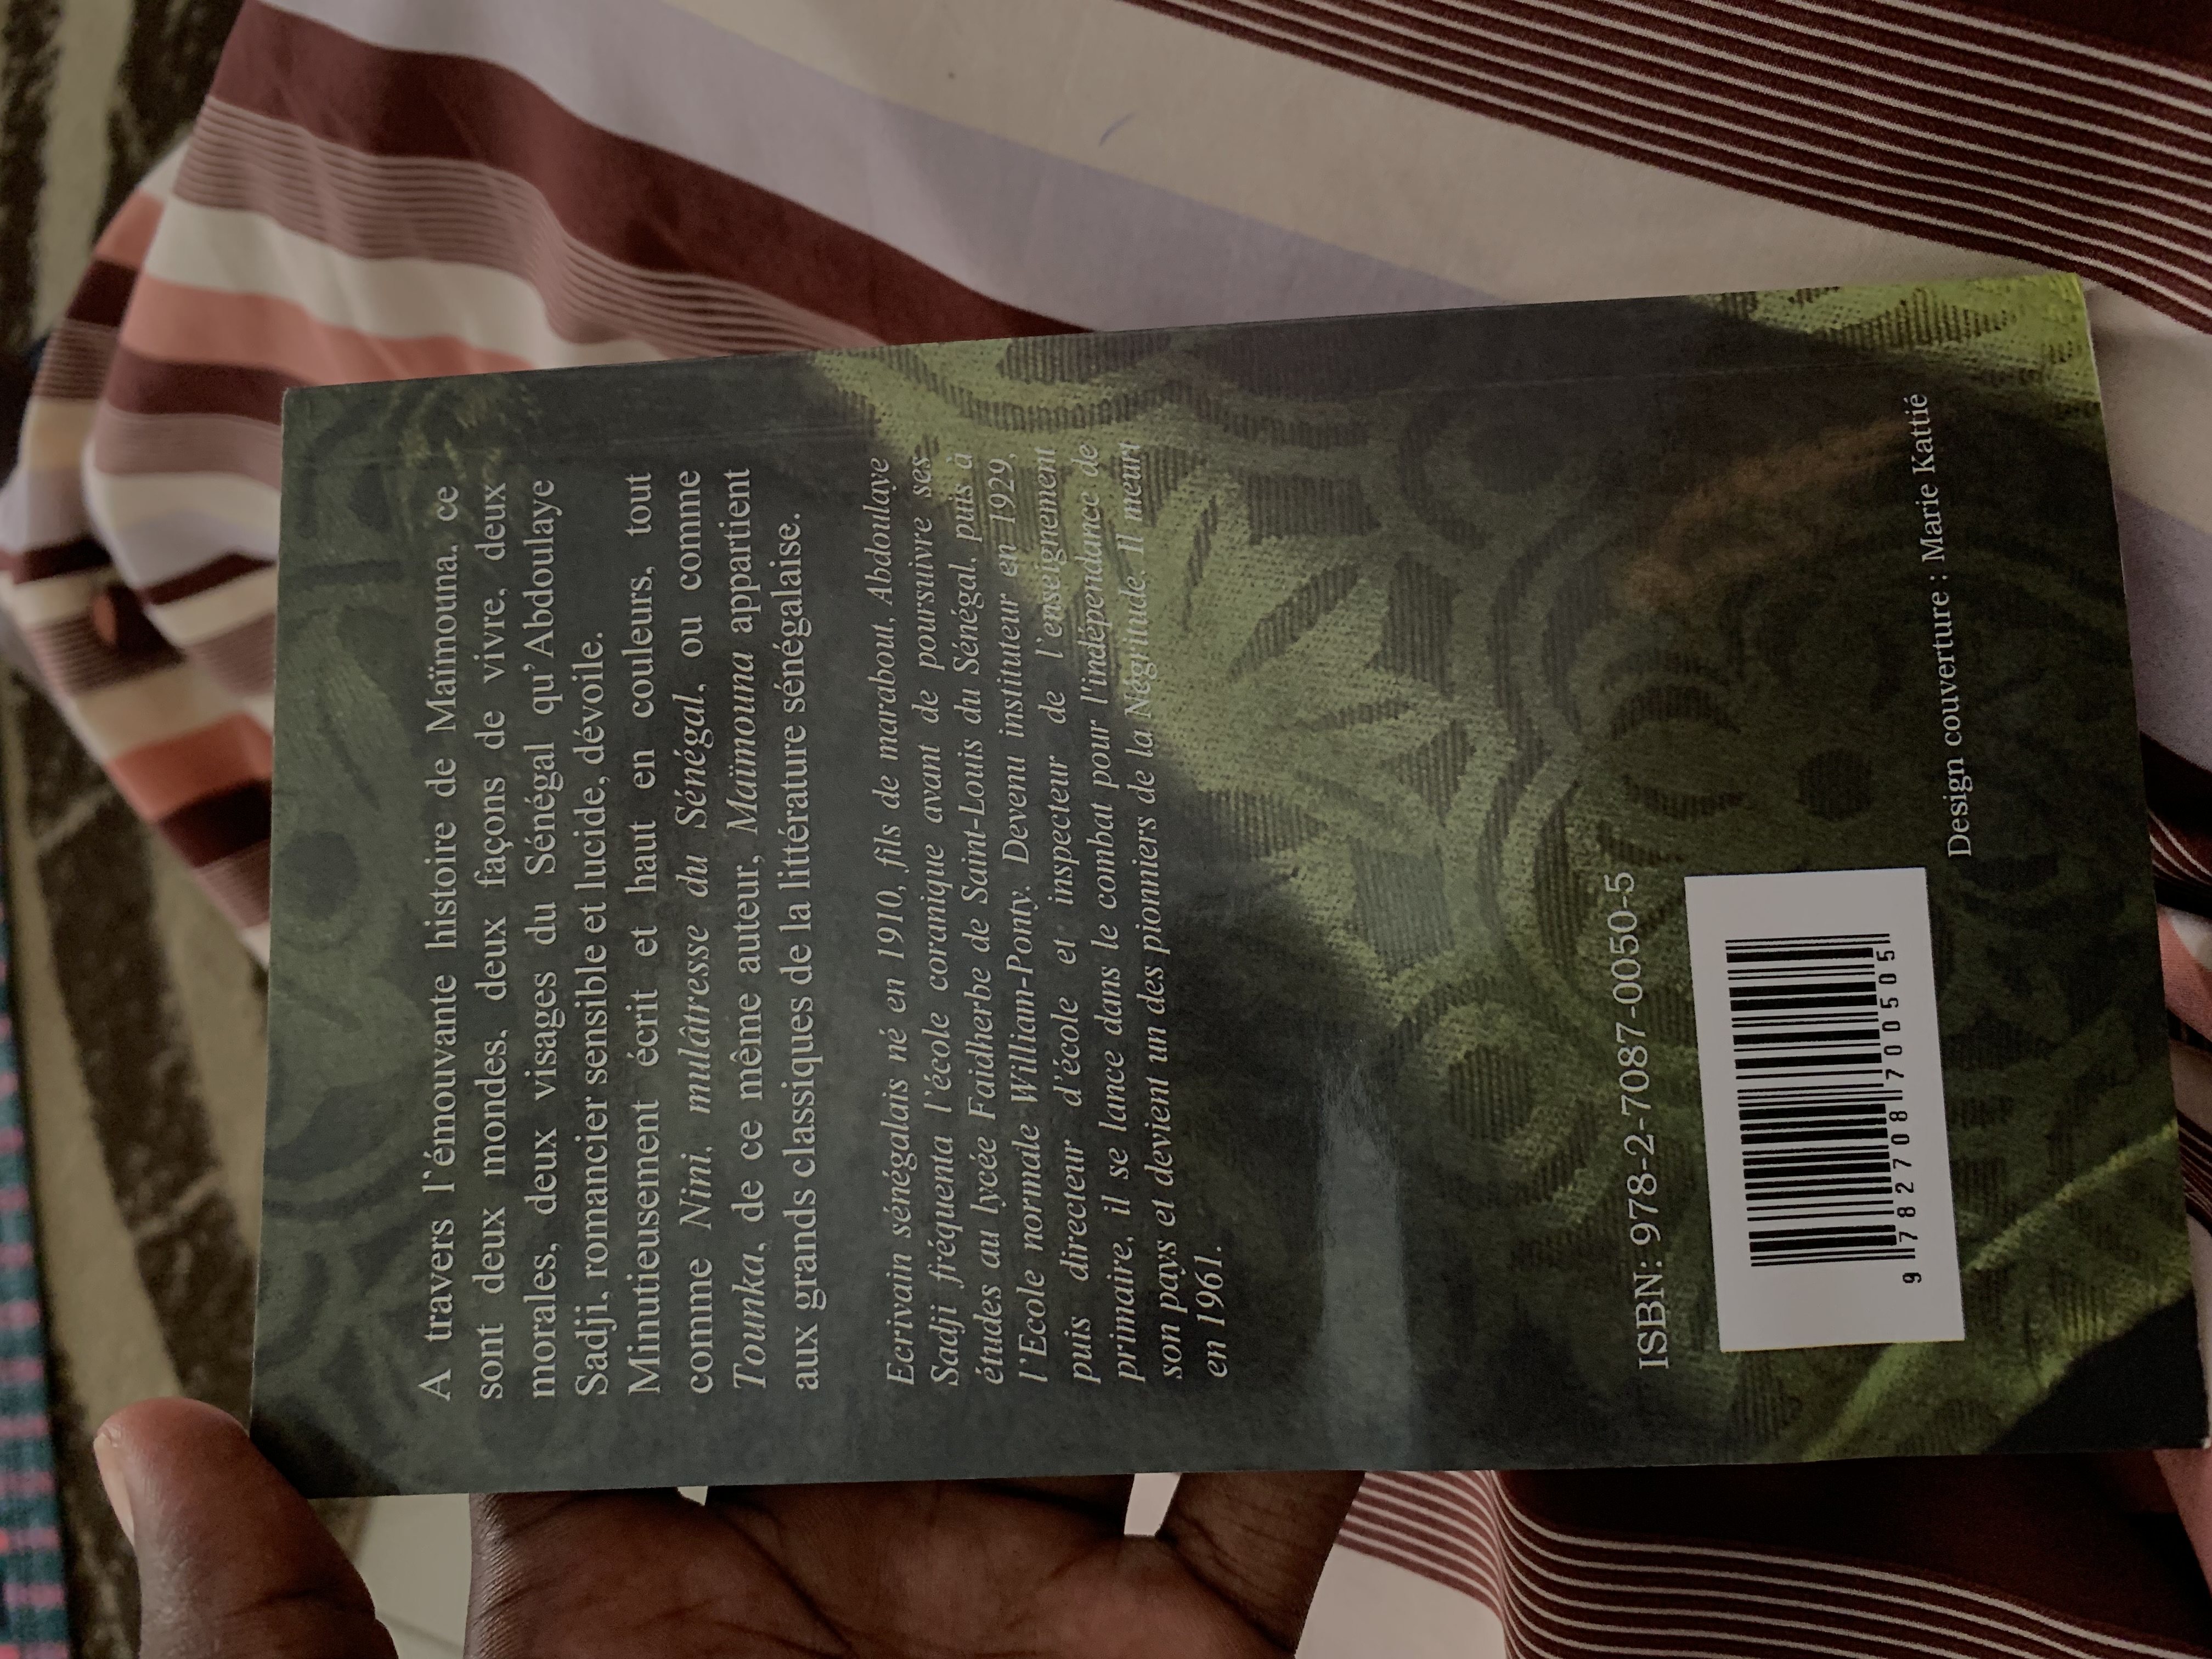 A travers l'émouvante histoire de Maïmouna, ce
sont deux mondes, deux façons de vivre, deux
morales, deux visages du Sénégal qu'Abdoulaye
Sadji, romancier sensible et lucide, dévoile.
Minutieusement écrit et haut en couleurs, tout
comme Nini, mulâtresse du Sénégal, ou comme
Tounka, de ce même auteur, Maïmouna appartient
aux grands classiques de la littérature sénégalaise.
Ecrivain sénégalais né en 1910, fils de marabout, Abdoulaye
Sadji fréquenta l'école coranique avant de poursuivre ses
études au lycée Faidherbe de Saint-Louis du Sénégal, puis à
l'Ecole normale William-Ponty. Devenu instituteur en 1929,
puis directeur d'école et inspecteur de l'enseignement
primaire, il se lance dans le combat pour l'indépendance de
son pays et devient un des pionniers de la Négritude. Il meurt
en 1961.
ISBN: 978-2-7087-0050-5
9 782708 700505
Design couverture : Marie Kattié